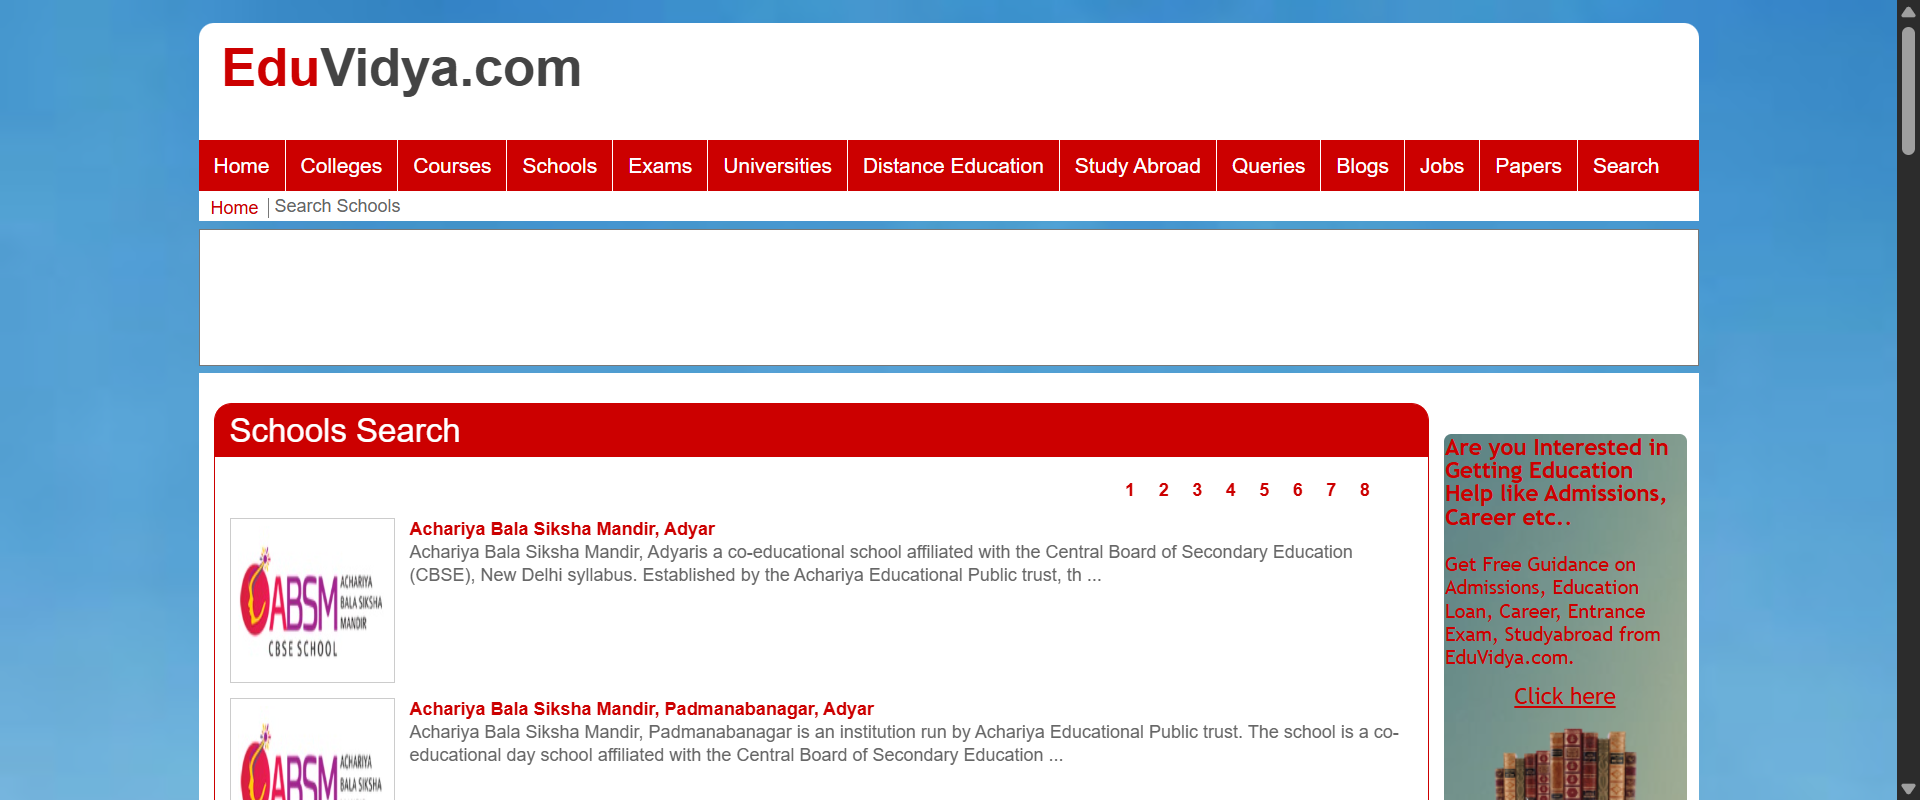 EduVidya.com
Home Colleges Courses Schools Exams Universities Distance Education Study Abroad Queries Blogs Jobs Papers Search
Home Search Schools
Schools Search
1 2 3 4 5 6 7 8
Achariya Bala Siksha Mandir, Adyar
Achariya Bala Siksha Mandir, Adyaris a co-educational school affiliated with the Central Board of Secondary Education
(CBSE), New Delhi syllabus. Established by the Achariya Educational Public trust, th ...
ABSM ACHARIYA
BALA SIKSHA
MANDIR
CBSE SCHOOL
Achariya Bala Siksha Mandir, Padmanabanagar, Adyar
Achariya Bala Siksha Mandir, Padmanabanagar is an institution run by Achariya Educational Public trust. The school is a co-
educational day school affiliated with the Central Board of Secondary Education ...
ABSM ACHARIYA
BALA SIKSHA
Are you Interested in
Getting Education
Help like Admissions,
Career etc..
Get Free Guidance on
Admissions, Education
Loan, Career, Entrance
Exam, Studyabroad from
EduVidya.com.
Click here